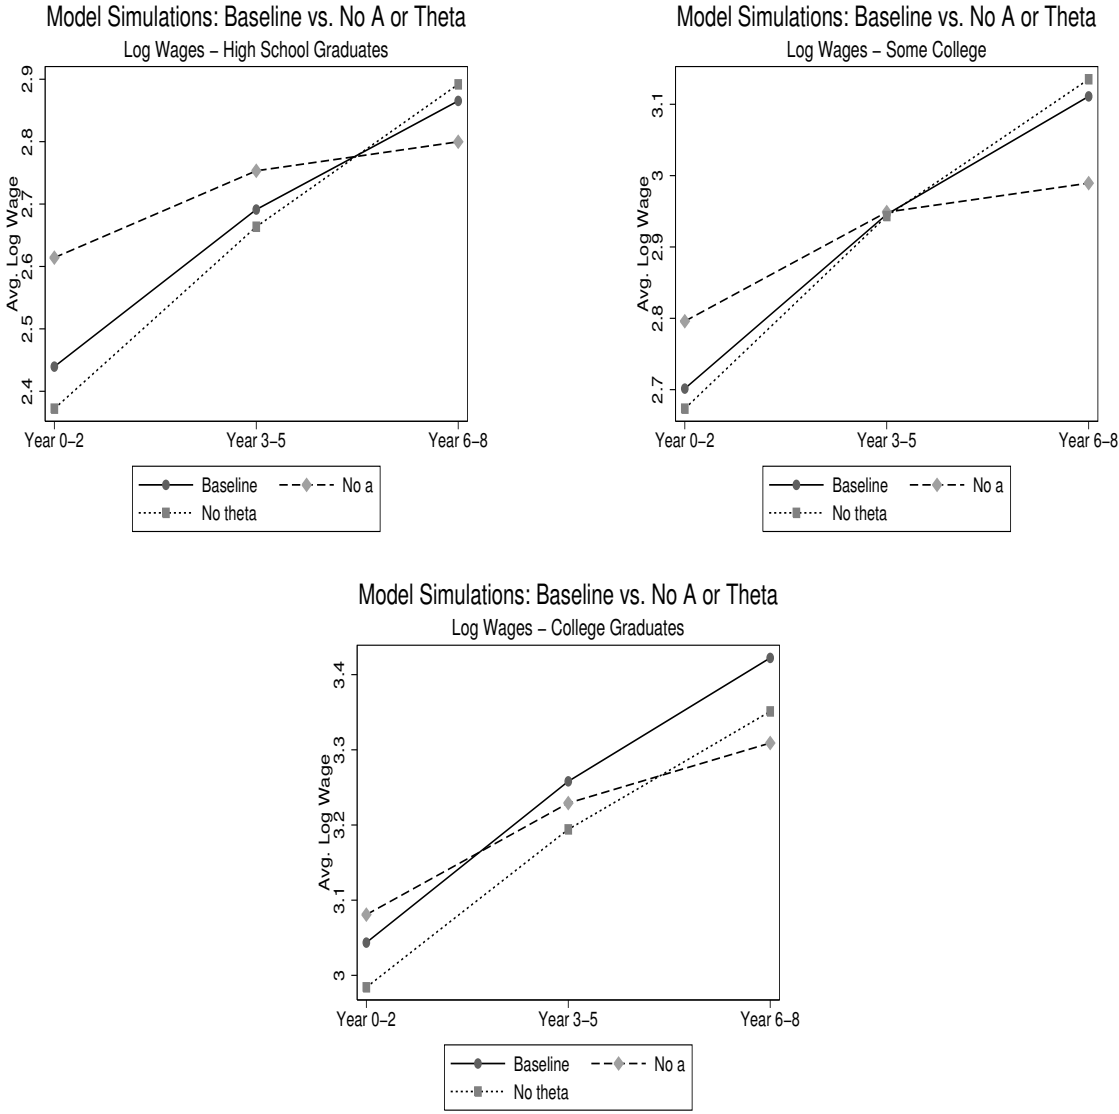 Model Simulations: Baseline vs. No A or Theta
Log Wages – High School Graduates
Avg. Log Wage
2.9
2.8
2.7
2.6
2.5
2.4
Year 0–2 Year 3–5 Year 6–8
Baseline No a
No theta
Model Simulations: Baseline vs. No A or Theta
Log Wages – Some College
Avg. Log Wage
3.1
3
2.9
2.8
2.7
Year 0–2 Year 3–5 Year 6–8
Baseline No a
No theta
Model Simulations: Baseline vs. No A or Theta
Log Wages – College Graduates
Avg. Log Wage
3.4
3.3
3.2
3.1
3
Year 0–2 Year 3–5 Year 6–8
Baseline No a
No theta